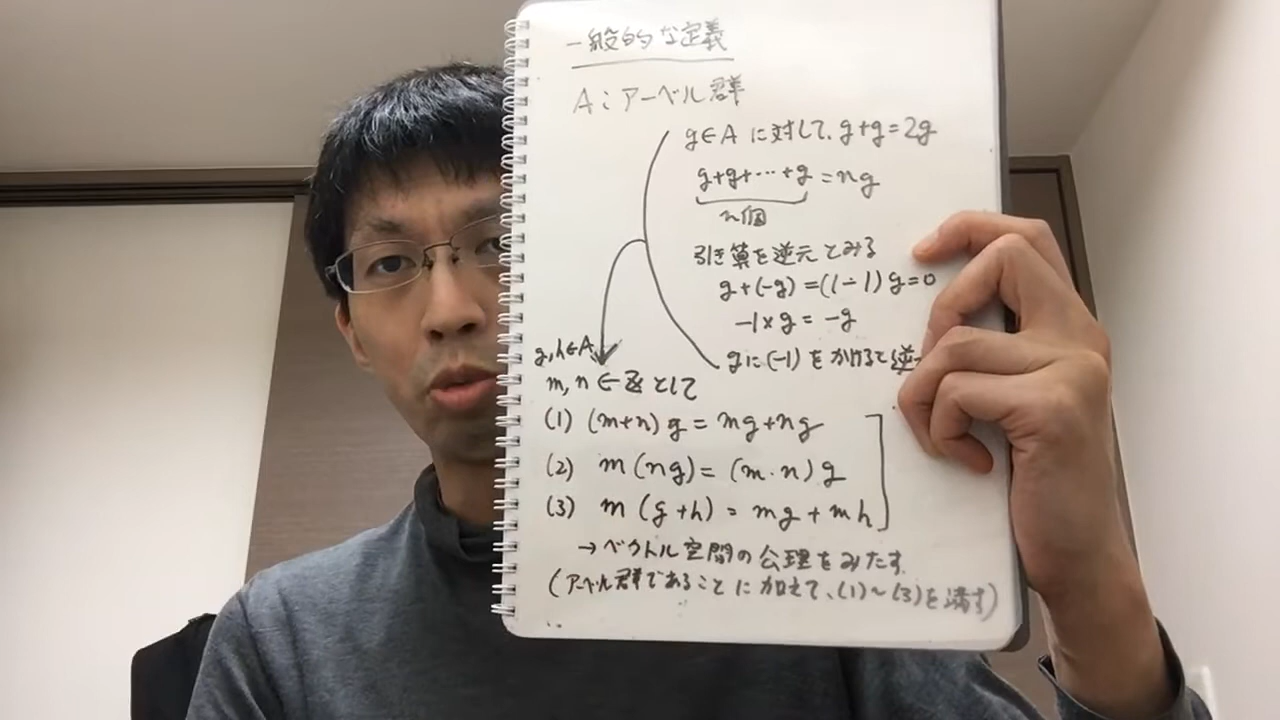 一般的な定義
A: アーベル群
g∈A に対して、g+g=2g
g+g+…+g=ng
n個
引き算を逆元とみる
g+(-g)=(1-1)g=0
-1×g=-g
gに(-1)をかけると逆
g,h∈A
m,n∈Zとして
(1) (m+n)g=mg+ng
(2) m(ng)=(m・n)g
(3) m(g+h)=mg+mh
→ベクトル空間の公理をみたす.
(アーベル群であることに加えて、(1)~(3)を満す)